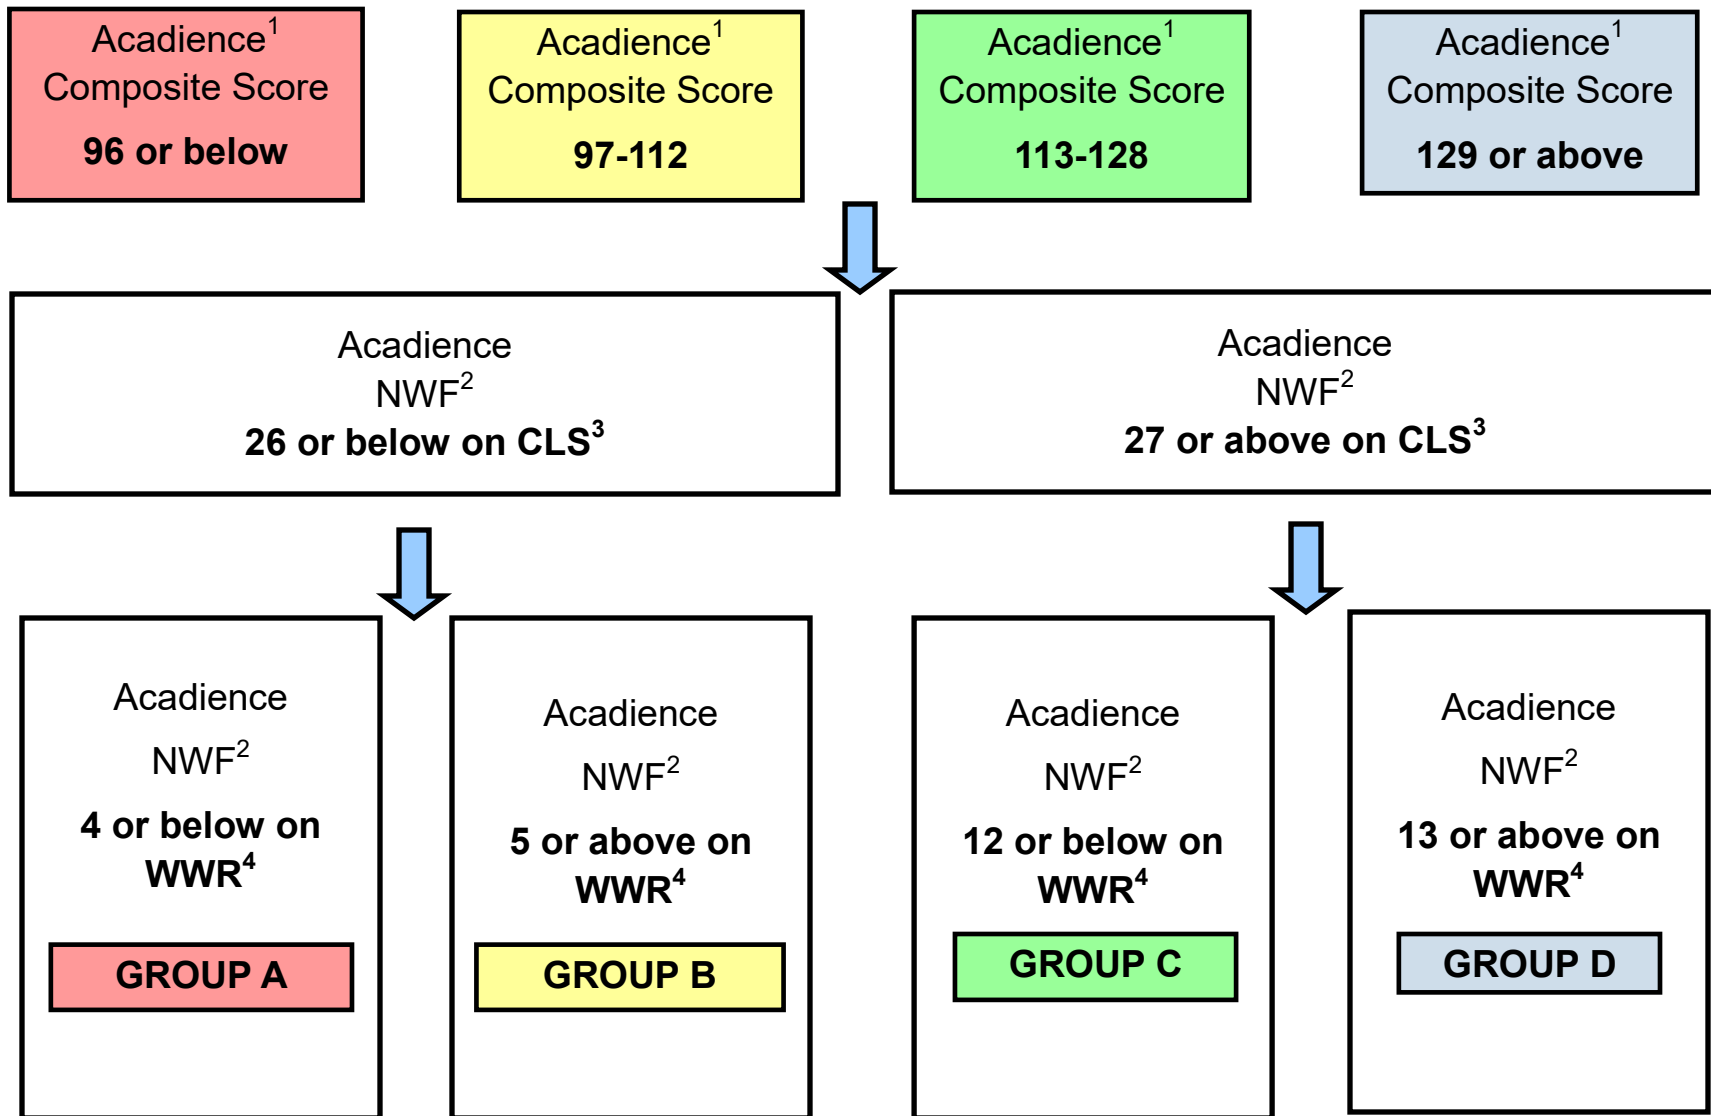 Acadience¹
Composite Score
96 or below
Acadience¹
Composite Score
97-112
Acadience¹
Composite Score
113-128
Acadience¹
Composite Score
129 or above
Acadience
NWF²
26 or below on CLS³
Acadience
NWF²
27 or above on CLS³
Acadience
NWF²
4 or below on
WWR⁴
GROUP A
Acadience
NWF²
5 or above on
WWR⁴
GROUP B
Acadience
NWF²
12 or below on
WWR⁴
GROUP C
Acadience
NWF²
13 or above on
WWR⁴
GROUP D